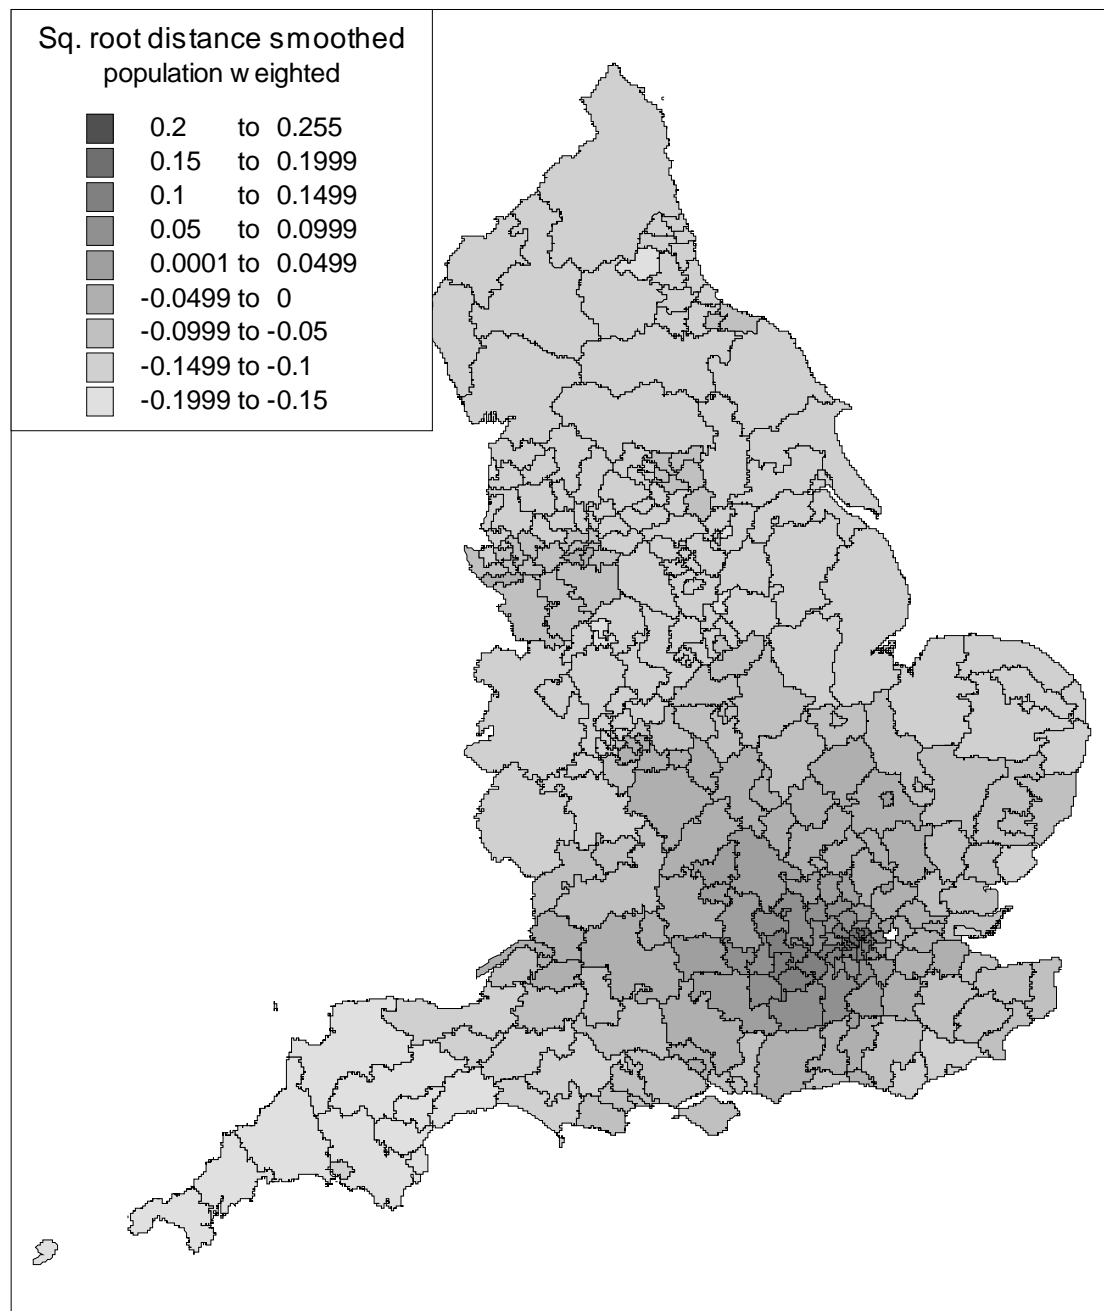 Sq. root distance smoothed
population weighted
0.2 to 0.255
0.15 to 0.1999
0.1 to 0.1499
0.05 to 0.0999
0.0001 to 0.0499
-0.0499 to 0
-0.0999 to -0.05
-0.1499 to -0.1
-0.1999 to -0.15